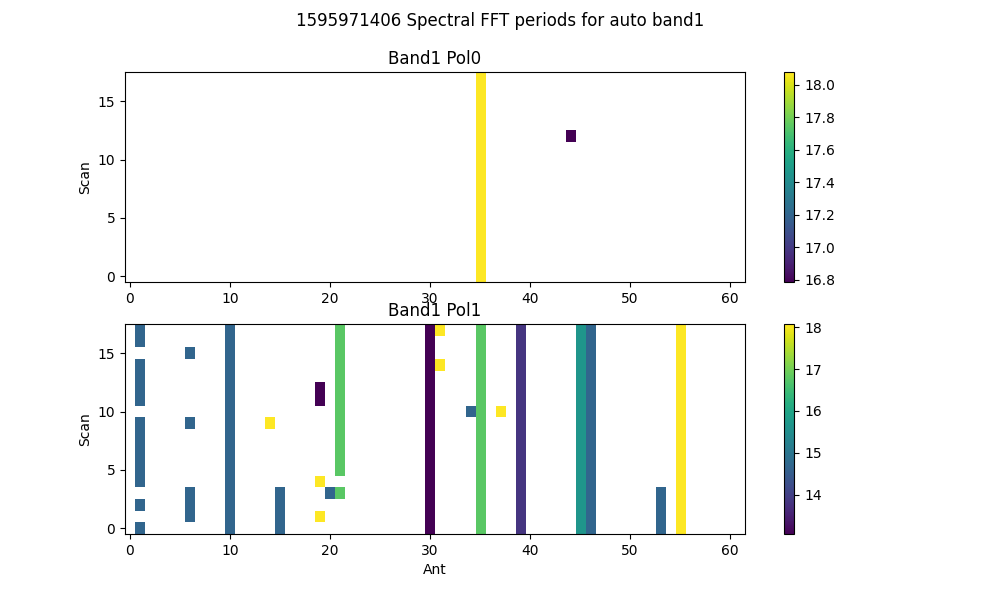 1595971406 Spectral FFT periods for auto band1
Band1 Pol0
15
10
5
0
Scan
0 10 20 30 40 50 60
18.0
17.8
17.6
17.4
17.2
17.0
16.8
Band1 Pol1
15
10
5
0
Scan
0 10 20 30 40 50 60
Ant
18
17
16
15
14